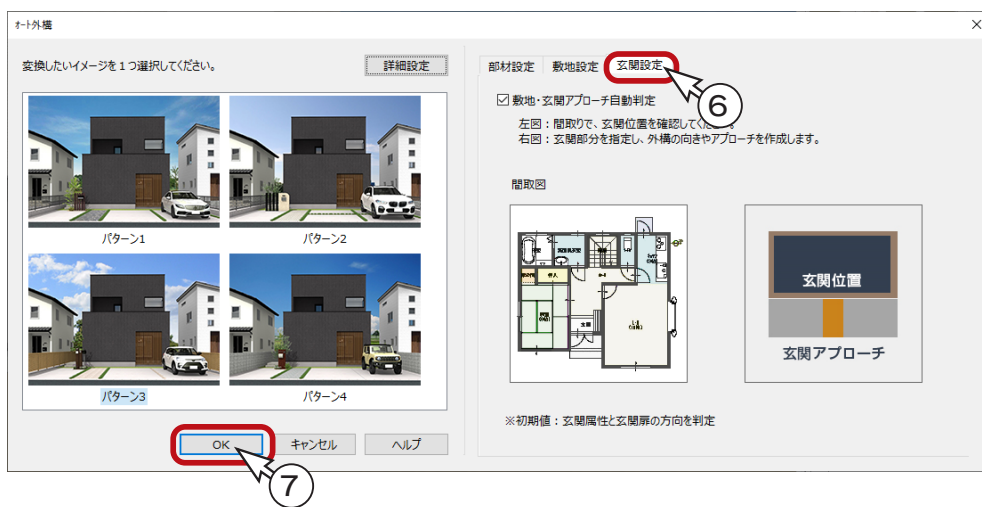 オート外構
×
変換したいイメージを1つ選択してください。
詳細設定
パターン1
パターン2
パターン3
パターン4
OK
キャンセル
ヘルプ
⑦
部材設定
敷地設定
玄関設定
⑥
敷地・玄関アプローチ自動判定
左図：間取りで、玄関位置を確認してください。
右図：玄関部分を指定し、外構の向きやアプローチを作成します。
間取図
玄関
玄関位置
玄関アプローチ
※初期値：玄関属性と玄関扉の方向を判定